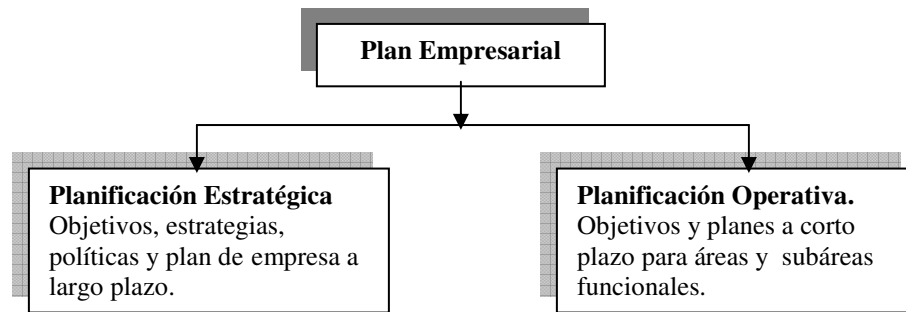 Plan Empresarial
Planificación Estratégica
Objetivos, estrategias,
políticas y plan de empresa a
largo plazo.
Planificación Operativa.
Objetivos y planes a corto
plazo para áreas y subáreas
funcionales.